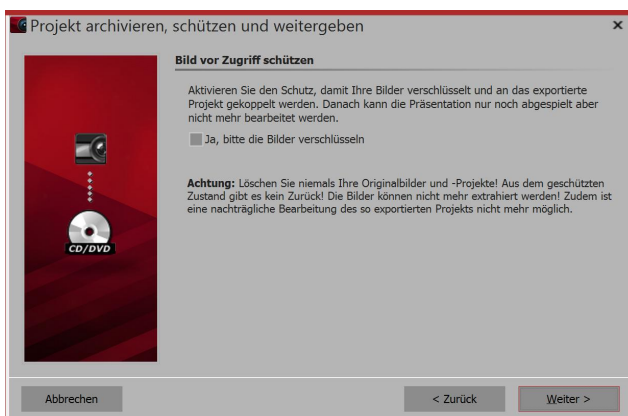 Projekt archivieren, schützen und weitergeben
Bild vor Zugriff schützen
Aktivieren Sie den Schutz, damit Ihre Bilder verschlüsselt und an das exportierte
Projekt gekoppelt werden. Danach kann die Präsentation nur noch abgespielt aber
nicht mehr bearbeitet werden.
Ja, bitte die Bilder verschlüsseln
Achtung: Löschen Sie niemals Ihre Originalbilder und -Projekte! Aus dem geschützten
Zustand gibt es kein Zurück! Die Bilder können nicht mehr extrahiert werden! Zudem ist
eine nachträgliche Bearbeitung des so exportierten Projekts nicht mehr möglich.
CD/DVD
Abbrechen
< Zurück
Weiter >